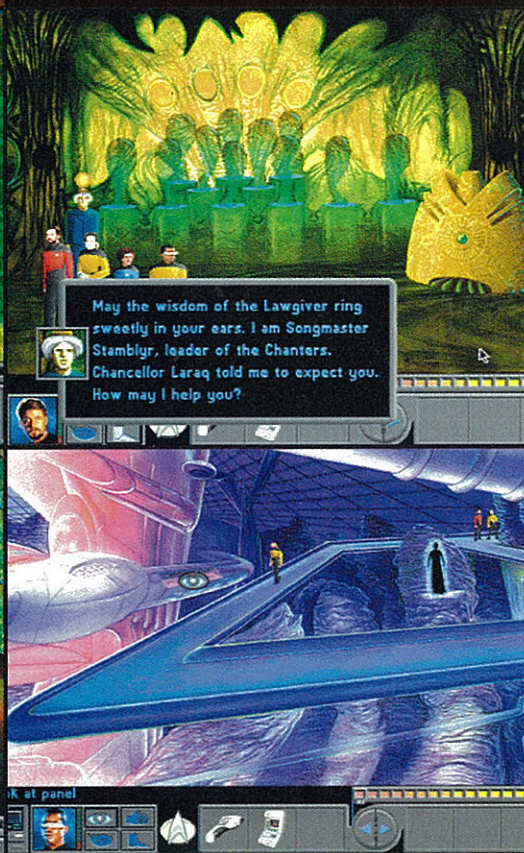 May the wisdom of the Lawgiver ring
sweetly in your ears. I am Songmaster
Stamblyr, leader of the Chanters.
Chancellor Laraq told me to expect you.
How may I help you?
at panel